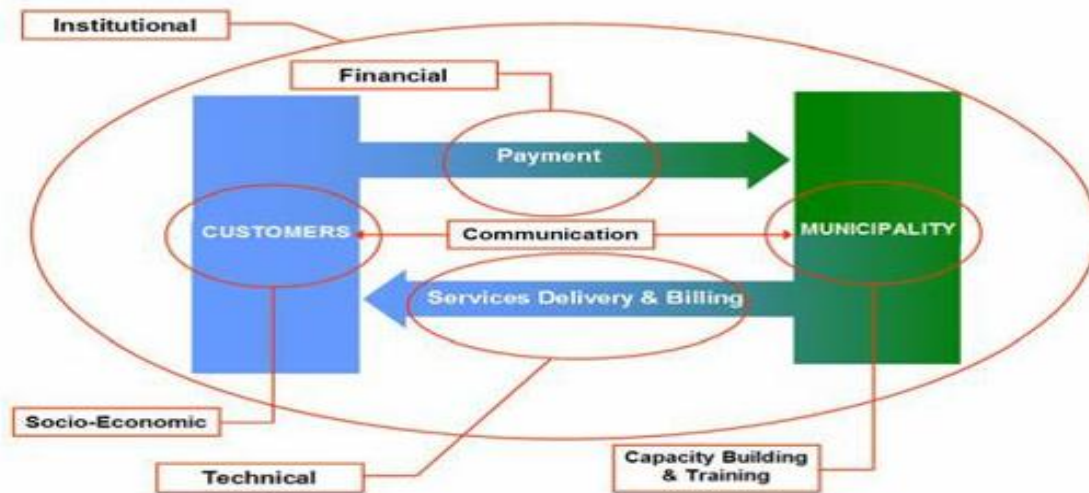 Institutional
Financial
Payment
CUSTOMERS
Communication
MUNICIPALITY
Services Delivery & Billing
Socio-Economic
Technical
Capacity Building
& Training